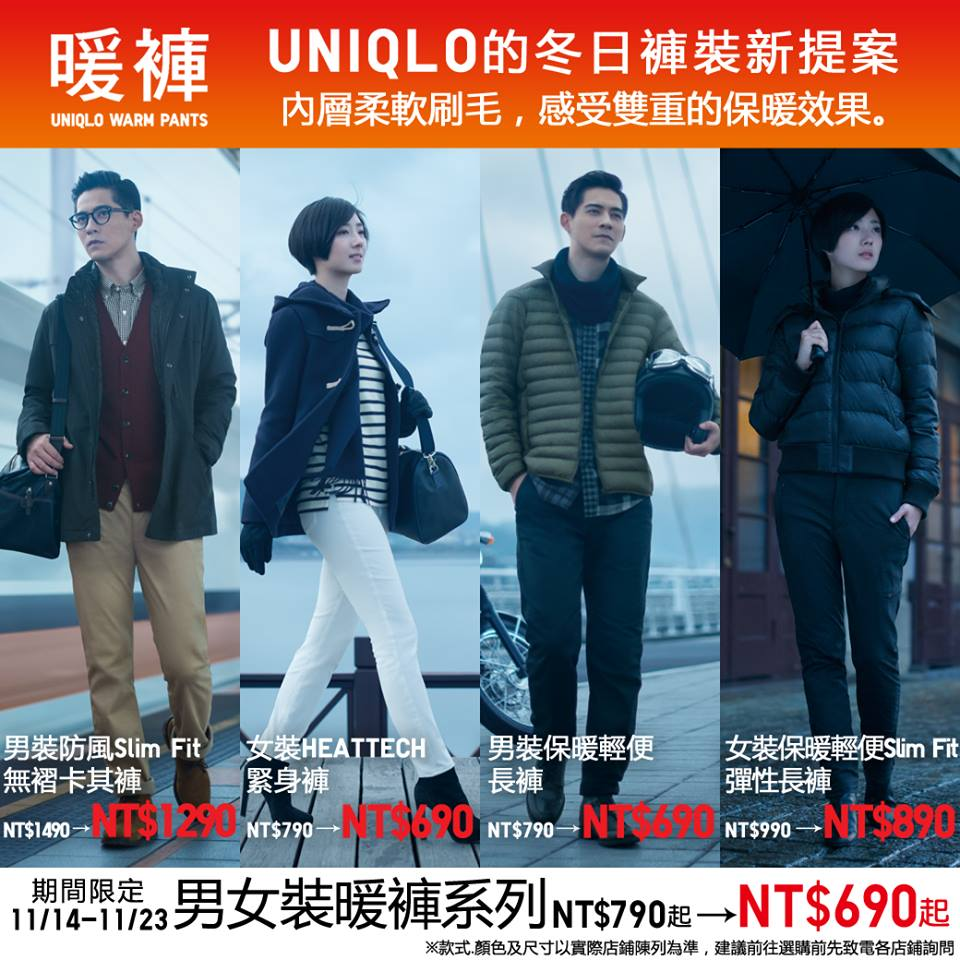 暖褲
UNIQLO WARM PANTS
UNIQLO的冬日褲裝新提案
內層柔軟刷毛，感受雙重的保暖效果。
男裝防風Slim Fit
無褶卡其褲
NT$1490→NT$1290
女裝HEATTECH
緊身褲
NT$790→NT$690
男裝保暖輕便
長褲
NT$790→NT$690
女裝保暖輕便Slim Fit
彈性長褲
NT$990→NT$890
期間限定
11/14-11/23
男女裝暖褲系列NT$790起→NT$690起
※款式.顏色及尺寸以實際店鋪陳列為準，建議前往選購前先致電各店鋪詢問